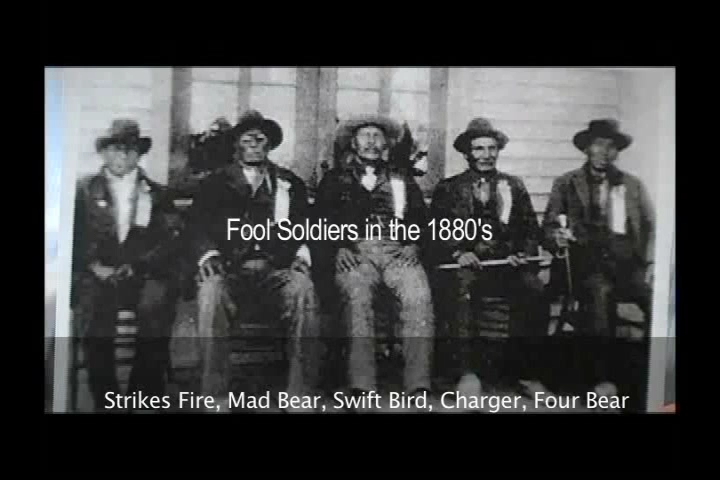 Fool Soldiers in the 1880's
Strikes Fire, Mad Bear, Swift Bird, Charger, Four Bear